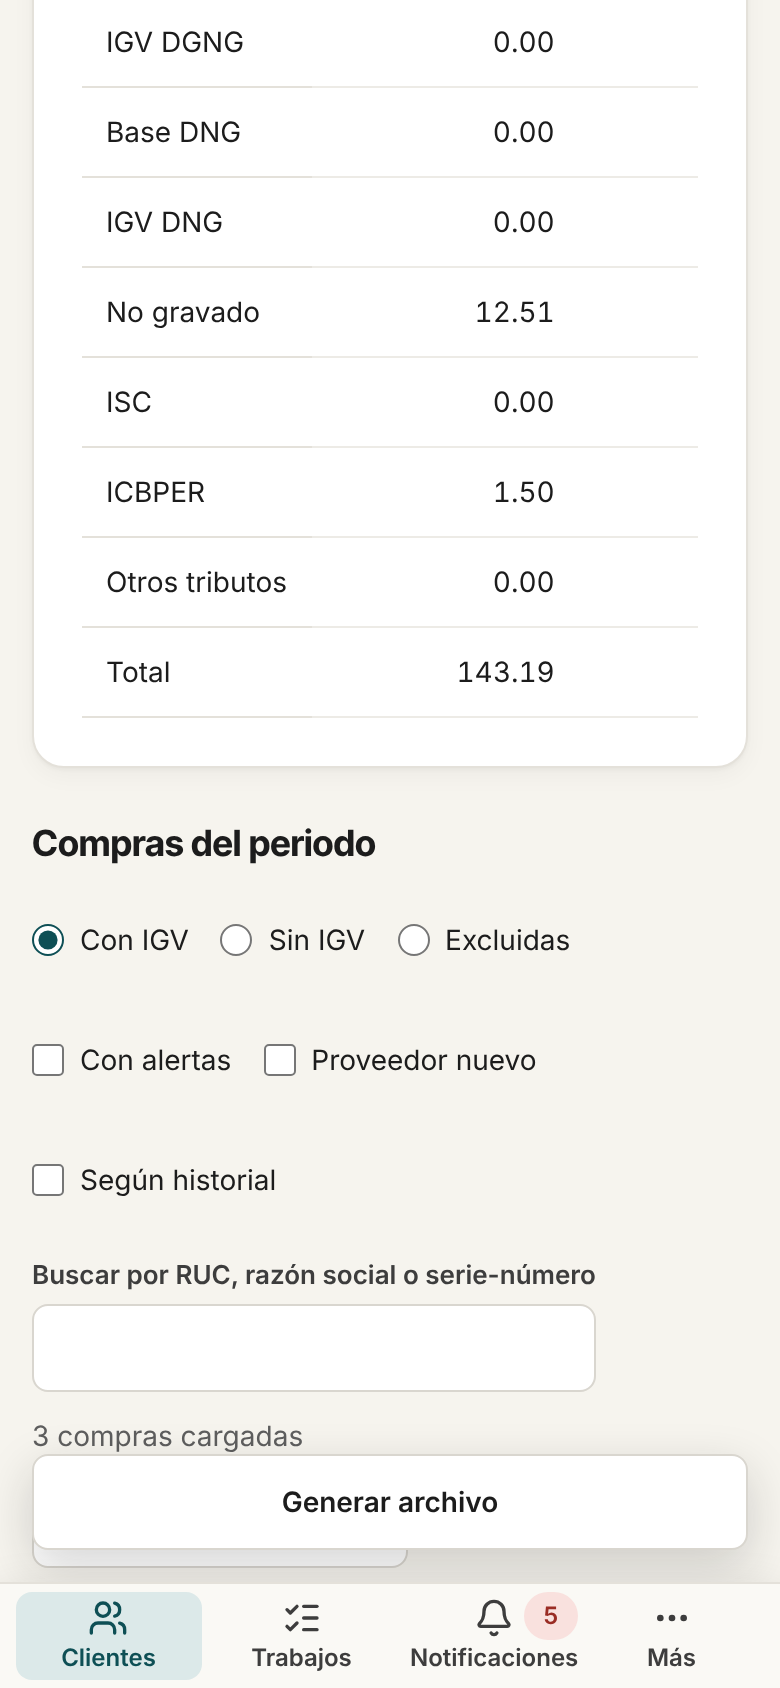 IGV DGNG 0.00
Base DNG 0.00
IGV DNG 0.00
No gravado 12.51
ISC 0.00
ICBPER 1.50
Otros tributos 0.00
Total 143.19
Compras del periodo
Con IGV Sin IGV Excluidas
Con alertas Proveedor nuevo
Según historial
Buscar por RUC, razón social o serie-número
3 compras cargadas
Generar archivo
5
Clientes Trabajos Notificaciones Más